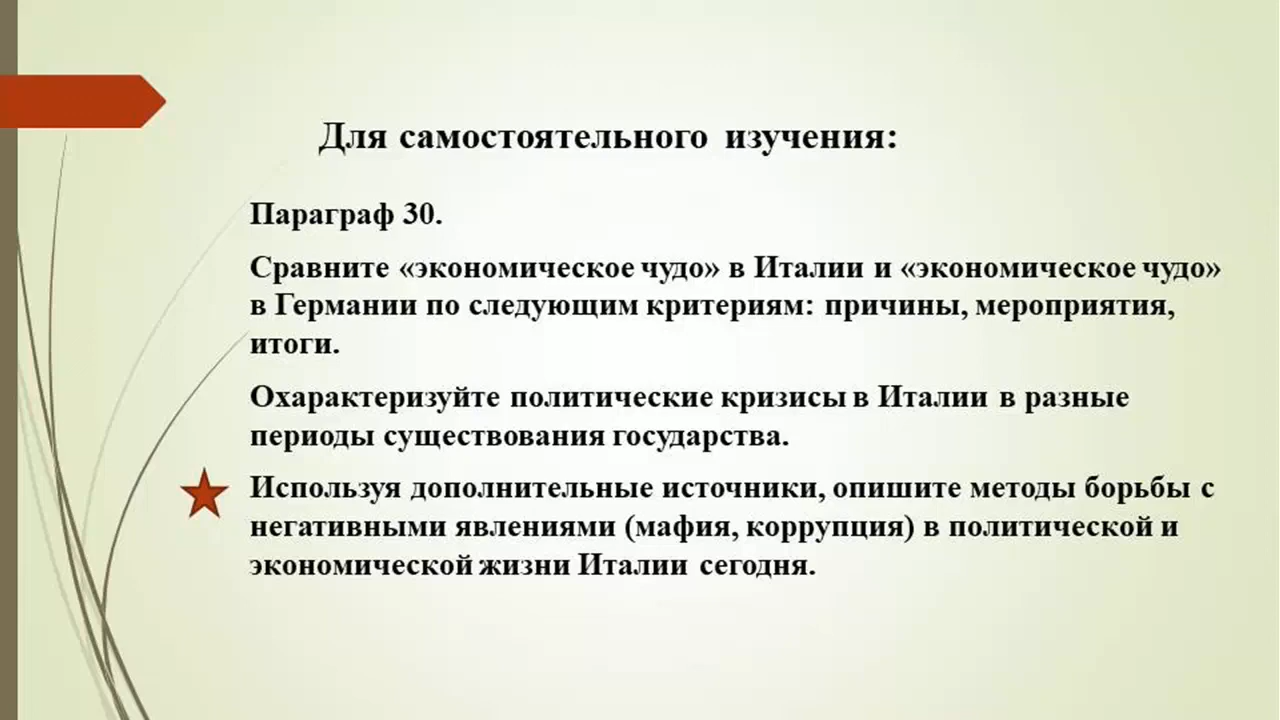 Для самостоятельного изучения:
Параграф 30.
Сравните «экономическое чудо» в Италии и «экономическое чудо»
в Германии по следующим критериям: причины, мероприятия,
итоги.
Охарактеризуйте политические кризисы в Италии в разные
периоды существования государства.
Используя дополнительные источники, опишите методы борьбы с
негативными явлениями (мафия, коррупция) в политической и
экономической жизни Италии сегодня.